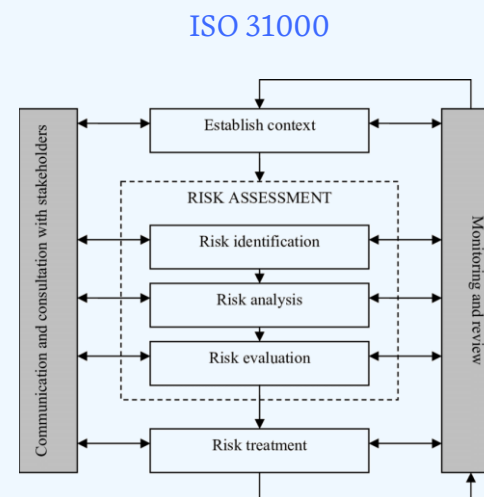 ISO 31000
Communication and consultation with stakeholders
Establish context
RISK ASSESSMENT
Risk identification
Risk analysis
Risk evaluation
Risk treatment
Monitoring and review